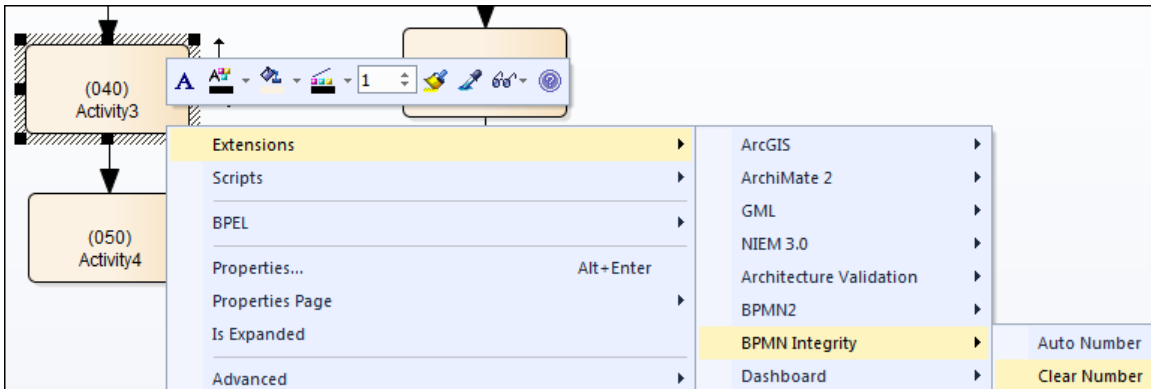 (040)
Activity3
(050)
Activity4
A
1
Extensions
Scripts
BPEL
Properties... Alt+Enter
Properties Page
Is Expanded
Advanced
ArcGIS
ArchiMate 2
GML
NIEM 3.0
Architecture Validation
BPMN2
BPMN Integrity
Dashboard
Auto Number
Clear Number